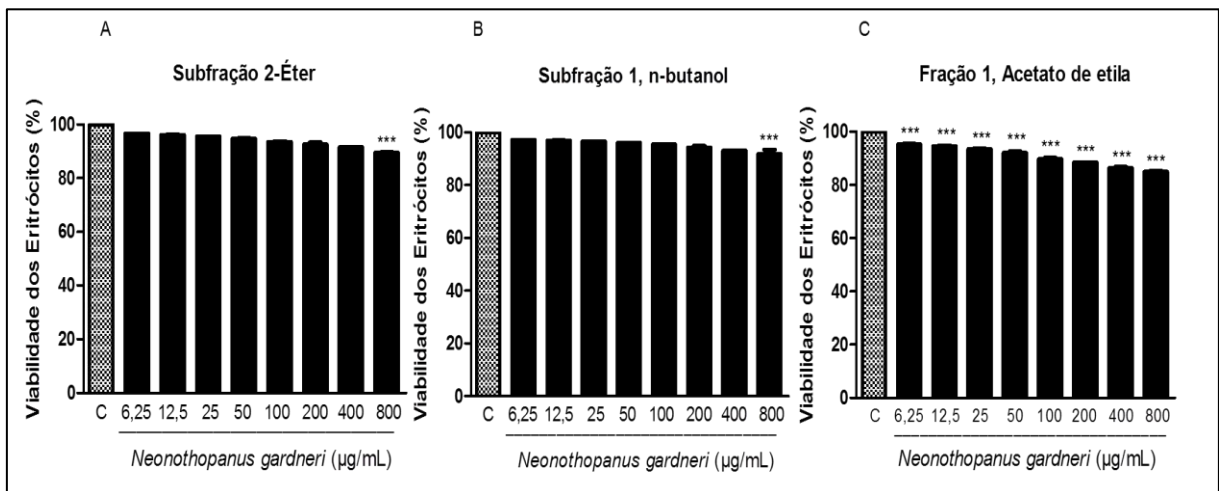 A
Subfração 2-Éter
Viabilidade dos Eritrócitos (%)
100
80
60
40
20
0
***
C 6,25 12,5 25 50 100 200 400 800
Neonothopanus gardneri (µg/mL)
B
Subfração 1, n-butanol
Viabilidade dos Eritrócitos (%)
100
80
60
40
20
0
***
C 6,25 12,5 25 50 100 200 400 800
Neonothopanus gardneri (µg/mL)
C
Fração 1, Acetato de etila
Viabilidade dos Eritrócitos (%)
100
80
60
40
20
0
*** *** *** *** *** *** *** ***
C 6,25 12,5 25 50 100 200 400 800
Neonothopanus gardneri (µg/mL)